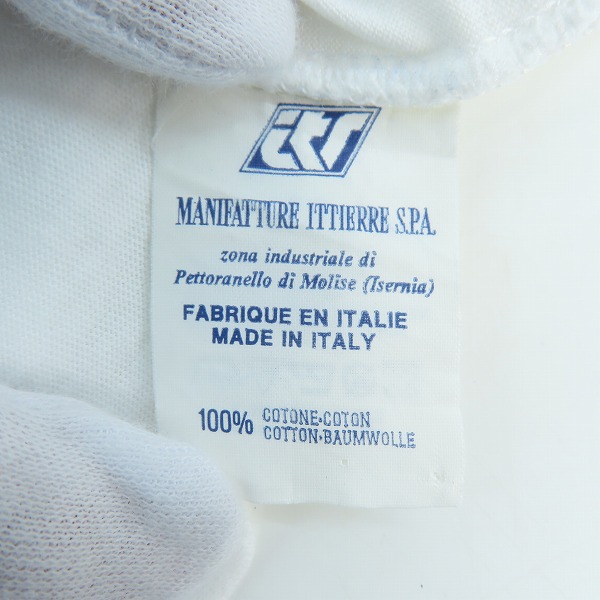 itr
MANIFATTURE ITTIERRE S.P.A.
zona industriale di
Pettoranello di Molise (Isernia)
FABRIQUE EN ITALIE
MADE IN ITALY
100% COTONE-COTON
COTTON-BAUMWOLLE